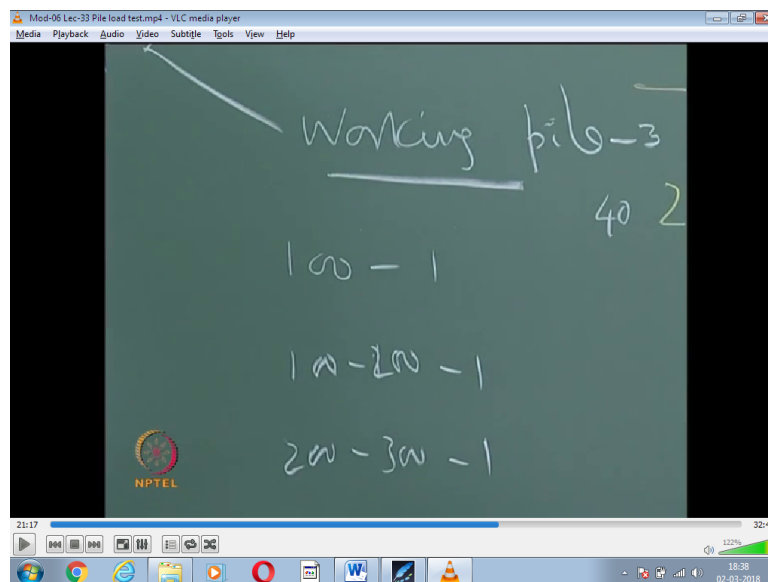 Mod-06 Lec-33 Pile load test.mp4 - VLC media player
Media Playback Audio Video Subtitle Tools View Help
Working pile-3
40 2
100 - 1
100-200 - 1
200 - 300 - 1
NPTEL
21:17
122%
18:38
02-03-2018